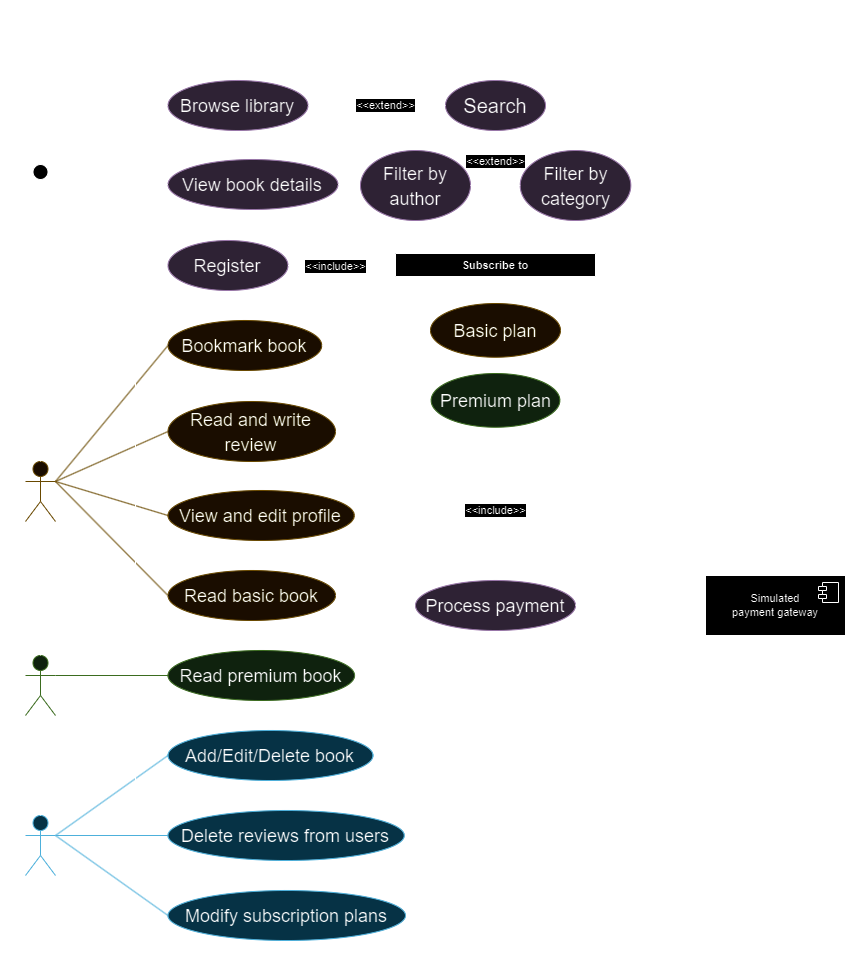 Browse library
<<extend>>
Search
View book details
Filter by
author
<<extend>>
Filter by
category
Register
<<include>>
Subscribe to
Bookmark book
Basic plan
Premium plan
Read and write
review
View and edit profile
<<include>>
Read basic book
Process payment
Simulated
payment gateway
Read premium book
Add/Edit/Delete book
Delete reviews from users
Modify subscription plans